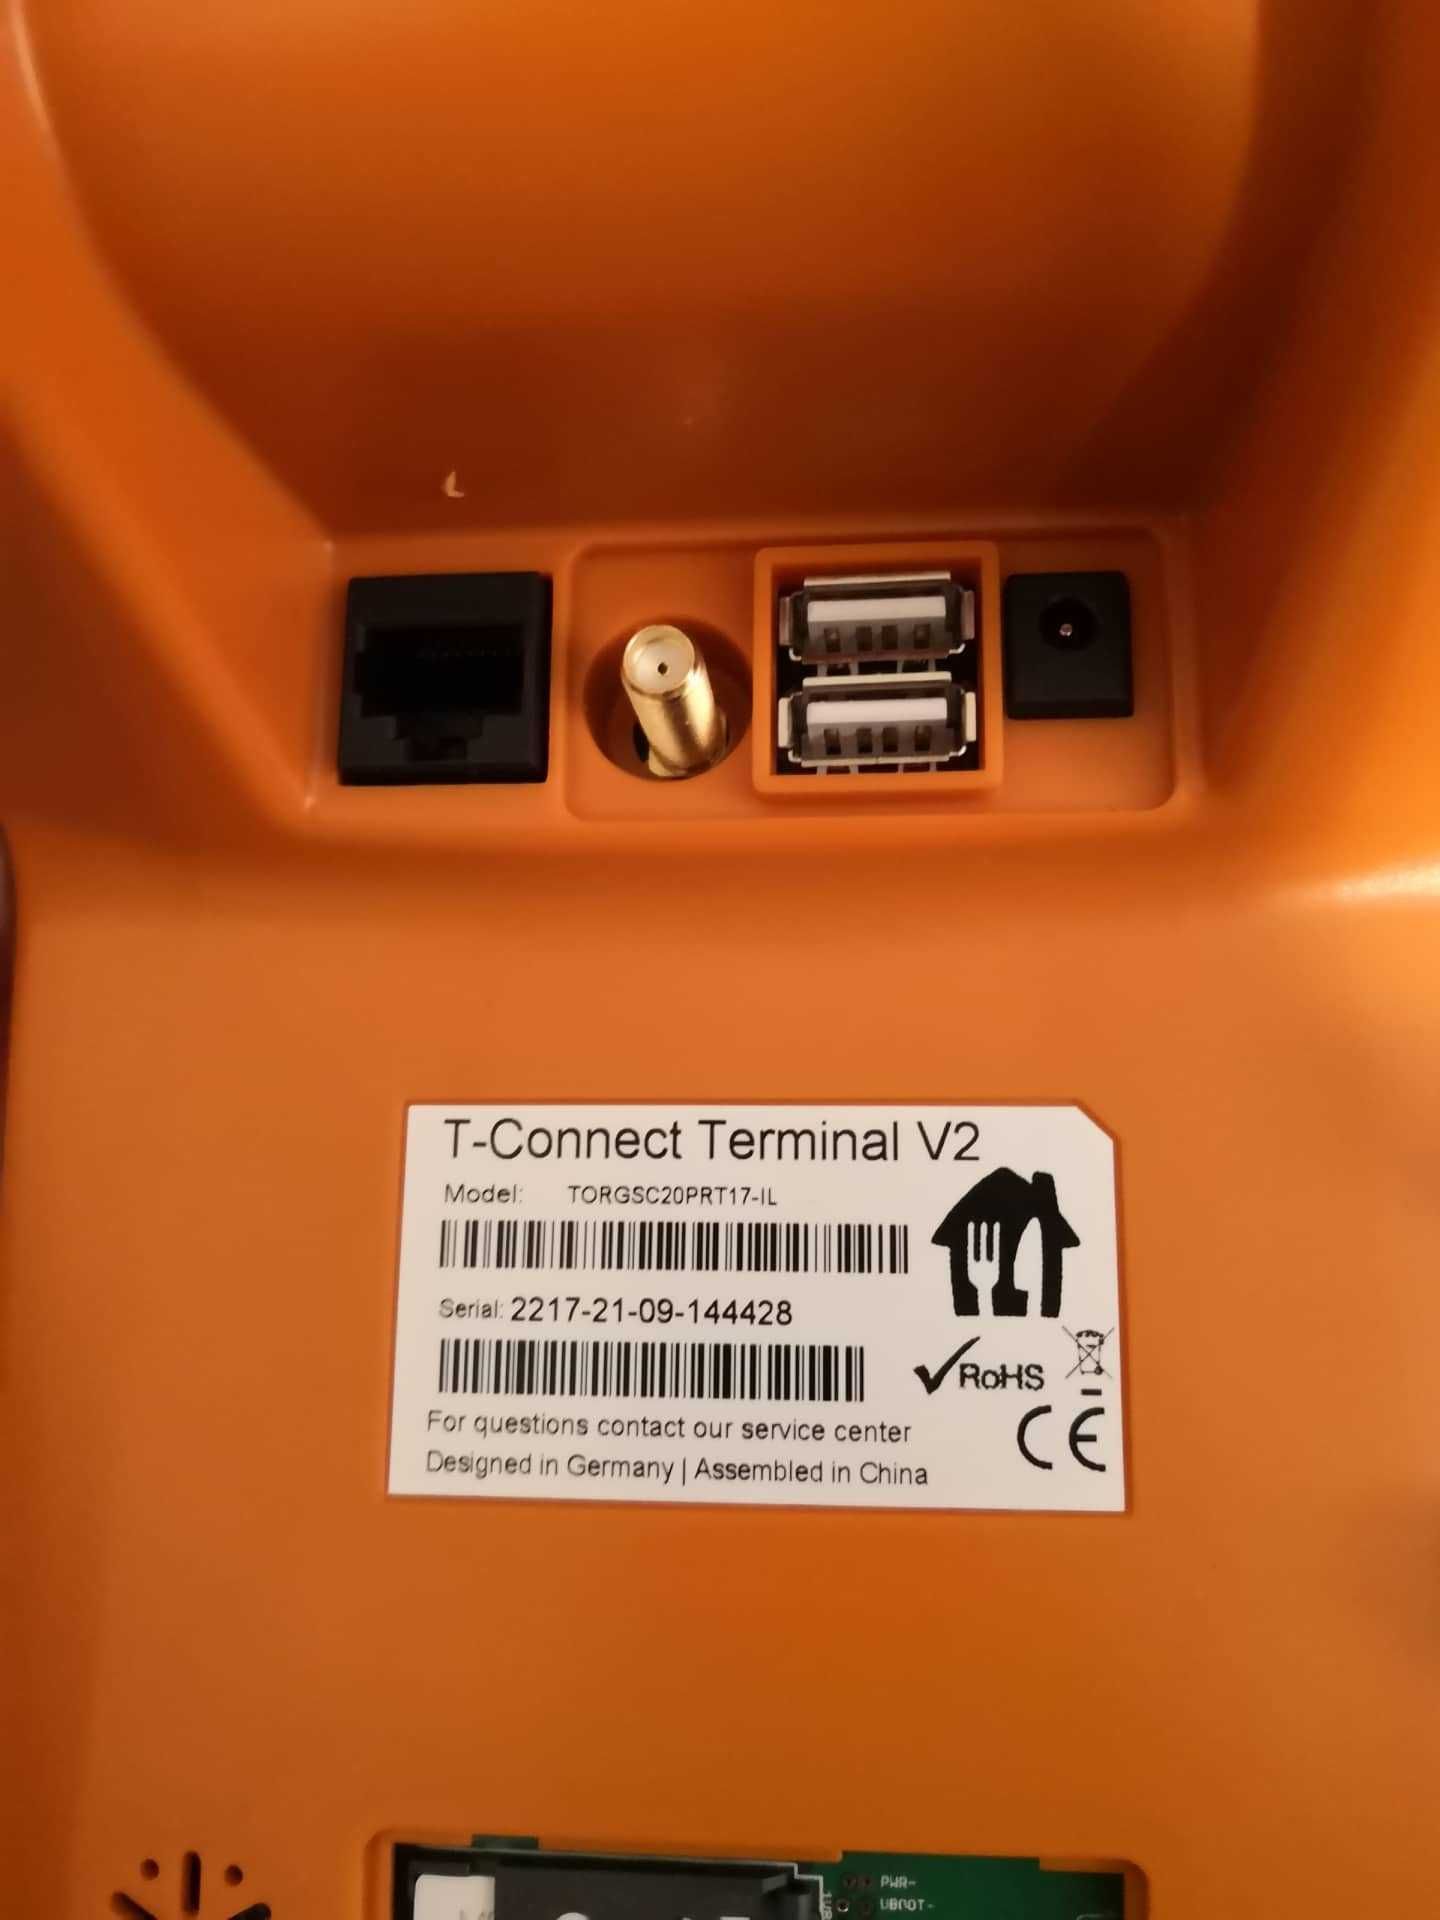 T-Connect Terminal V2
Model: TORGSC20PRT17-IL
Serial: 2217-21-09-144428
RoHS
CE
For questions contact our service center
Designed in Germany | Assembled in China
PWR-
UBOOT-